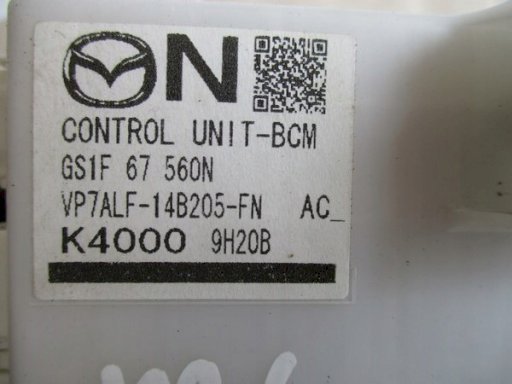 N
CONTROL UNIT-BCM
GS1F 67 560N
VP7ALF-14B205-FN AC_
K4000 9H20B